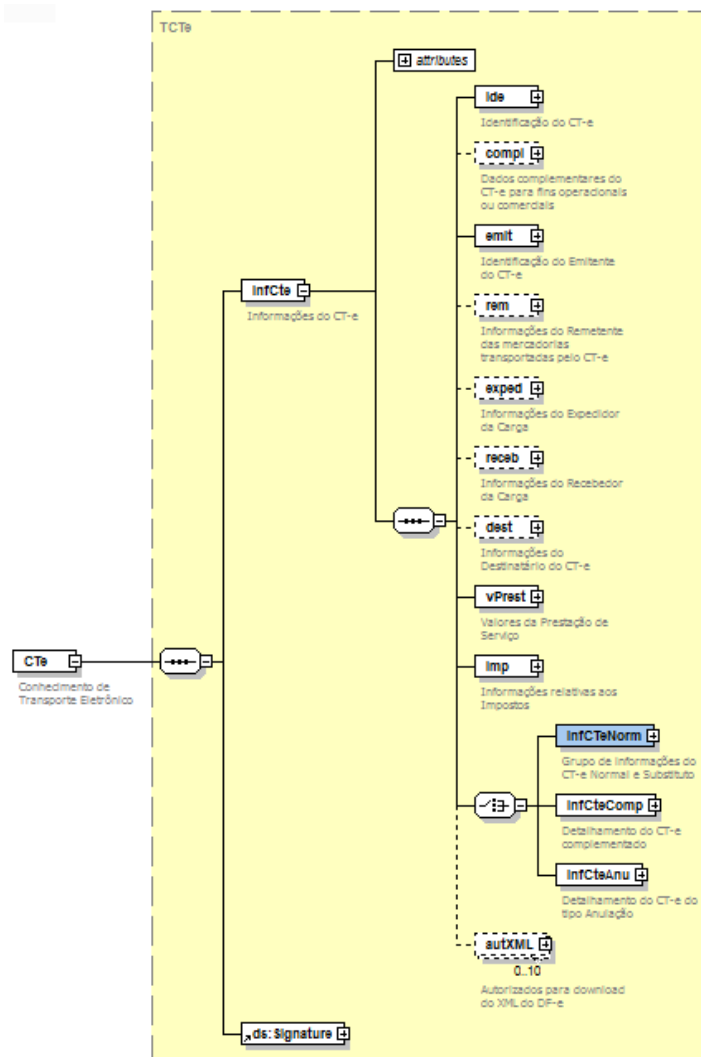 TCTe
attributes
ide
Identificação do CT-e
compl
Dados complementares do
CT-e para fins operacionais
ou comerciais
emit
Identificação do Emitente
do CT-e
infCte
Informações do CT-e
rem
Informações do Remetente
das mercadorias
transportadas pelo CT-e
exped
Informações do Expedidor
da Carga
receb
Informações do Recebedor
da Carga
dest
Informações do
Destinatário do CT-e
vPrest
Valores da Prestação de
Serviço
CTe
Conhecimento de
Transporte Eletrônico
imp
Informações relativas aos
Impostos
infCTeNorm
Grupo de informações do
CT-e Normal e Substituto
infCteComp
Detalhamento do CT-e
complementado
infCteAnu
Detalhamento do CT-e do
tipo Anulação
autXML
0..10
Autorizados para download
do XML do DF-e
ds:Signature